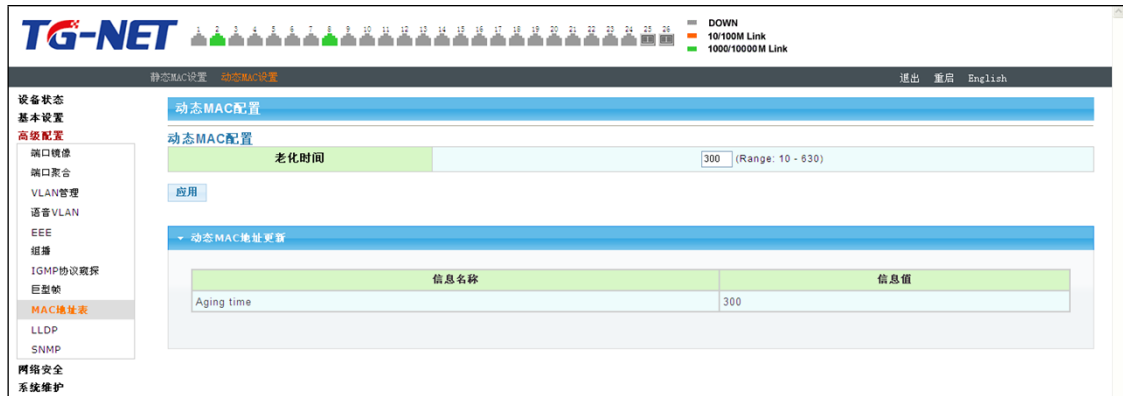 TG-NET
1 2 3 4 5 6 7 8 9 10 11 12 13 14 15 16 17 18 19 20 21 22 23 24 25 26
DOWN
10/100M Link
1000/10000M Link
静态MAC设置 动态MAC设置 退出 重启 English
设备状态
基本设置
高级配置
端口镜像
端口聚合
VLAN管理
语音VLAN
EEE
组播
IGMP协议窥探
巨型帧
MAC地址表
LLDP
SNMP
网络安全
系统维护
动态MAC配置
动态MAC配置
老化时间 300 (Range: 10 - 630)
应用
动态MAC地址更新
信息名称 信息值
Aging time 300